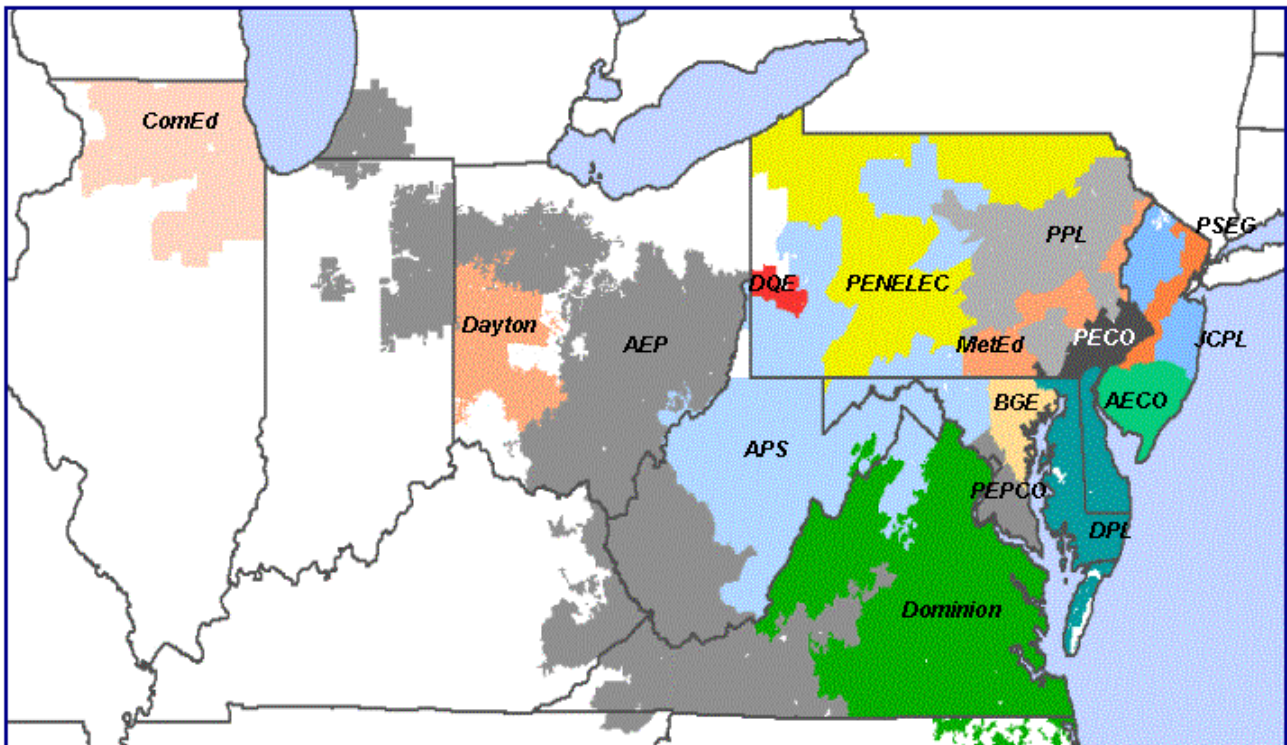 ComEd
PSEG
PPL
DQE
PENELEC
Dayton
AEP
MetEd
PECO
JCPL
BGE
AECO
APS
PEPCO
DPL
Dominion